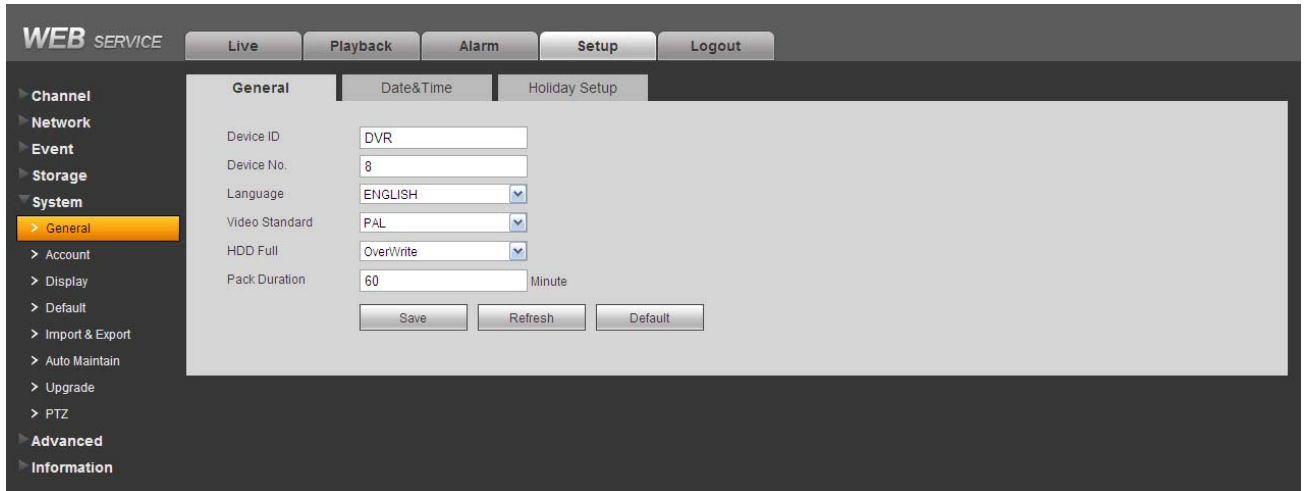 WEB SERVICE
Live Playback Alarm Setup Logout
General Date&Time Holiday Setup
Channel
Network
Event
Storage
System
> General
> Account
> Display
> Default
> Import & Export
> Auto Maintain
> Upgrade
> PTZ
Advanced
Information
Device ID DVR
Device No. 8
Language ENGLISH
Video Standard PAL
HDD Full OverWrite
Pack Duration 60 Minute
Save Refresh Default